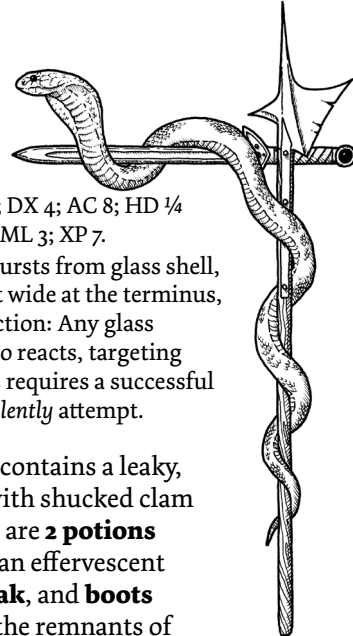 ; DX 4; AC 8; HD ¼
ML 3; XP 7.
ursts from glass shell,
t wide at the terminus,
ction: Any glass
o reacts, targeting
s requires a successful
lently attempt.
contains a leaky,
with shucked clam
are 2 potions
an effervescent
ak, and boots
the remnants of